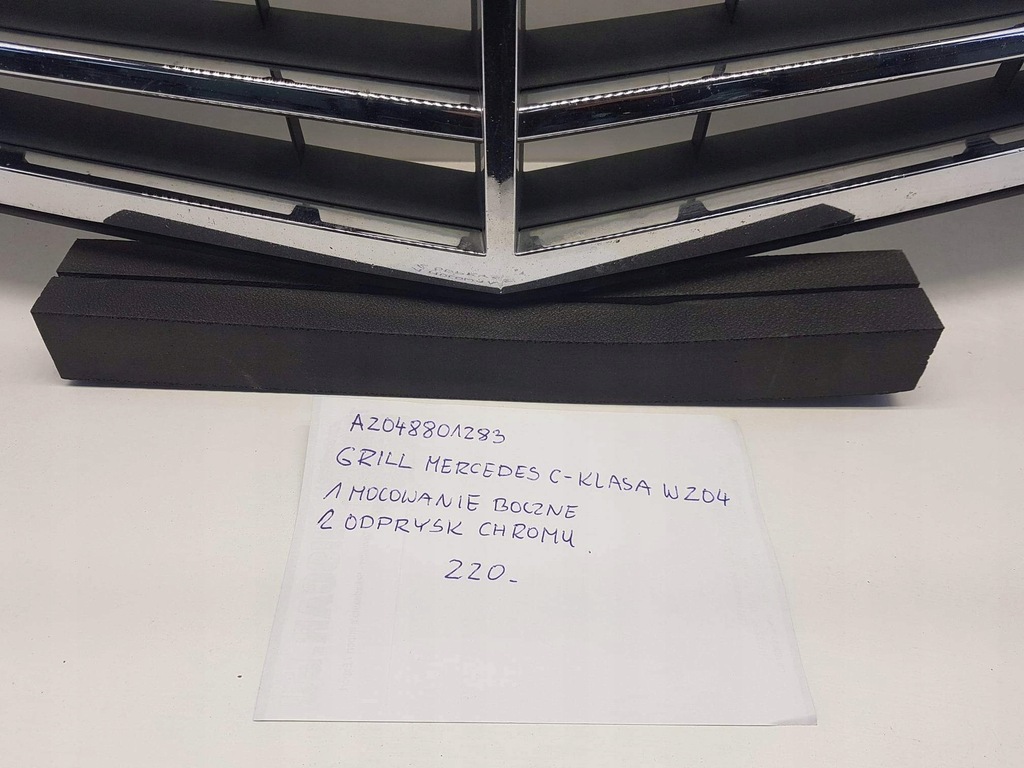 A2048801283
GRILL MERCEDES C-KLASA W204
1 MOCOWANIE BOCZNE
2 ODPRYSK CHROMU
220-